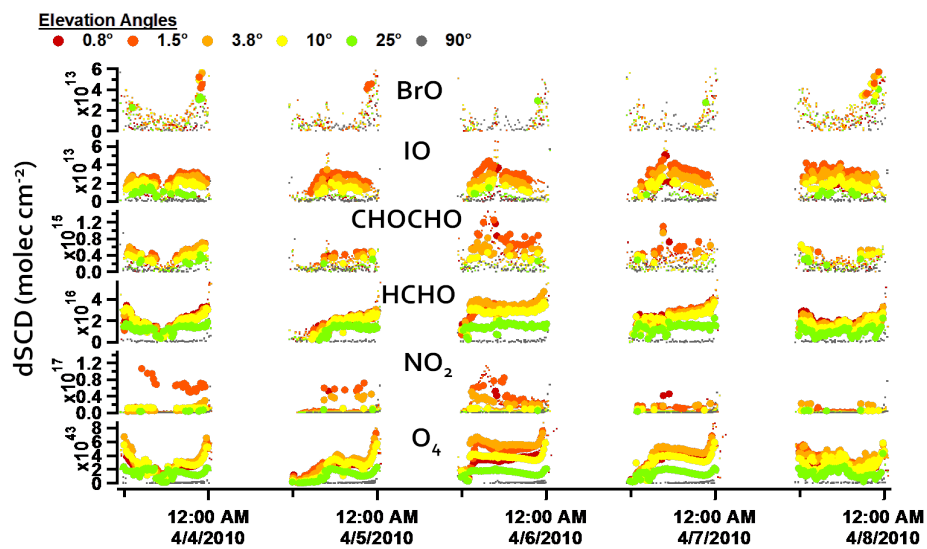 Elevation Angles
0.8° 1.5° 3.8° 10° 25° 90°
dSCD (molec cm⁻²)
BrO
x10¹³
6
4
2
0
IO
x10¹³
6
4
2
0
CHOCHO
x10¹⁵
1.2
0.8
0.4
0.0
HCHO
x10¹⁶
4
2
0
NO₂
x10¹⁷
1.2
0.8
0.4
0.0
O₄
x10⁴³
8
6
4
2
0
12:00 AM 12:00 AM 12:00 AM 12:00 AM 12:00 AM
4/4/2010 4/5/2010 4/6/2010 4/7/2010 4/8/2010